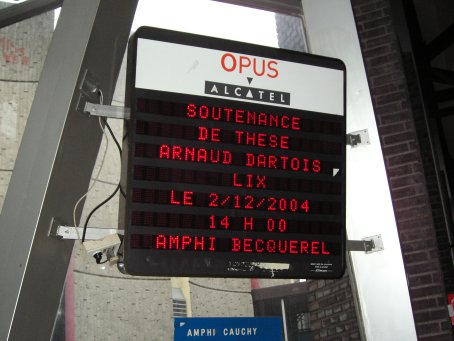 OPUS
ALCATEL
SOUTENANCE
DE THESE
ARNAUD DARTOIS
LIX
LE 2/12/2004
14 H 00
AMPHI BECQUEREL
AMPHI CAUCHY